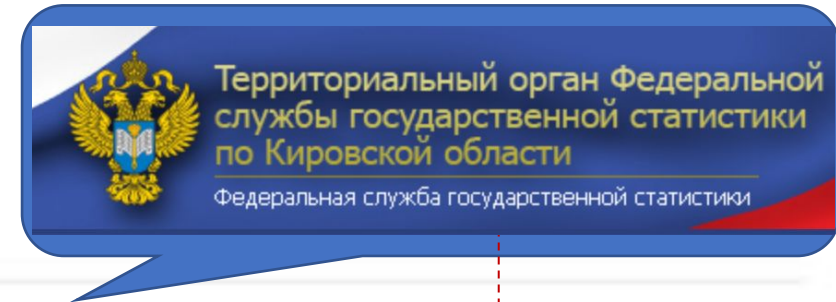 Территориальный орган Федеральной
службы государственной статистики
по Кировской области
Федеральная служба государственной статистики